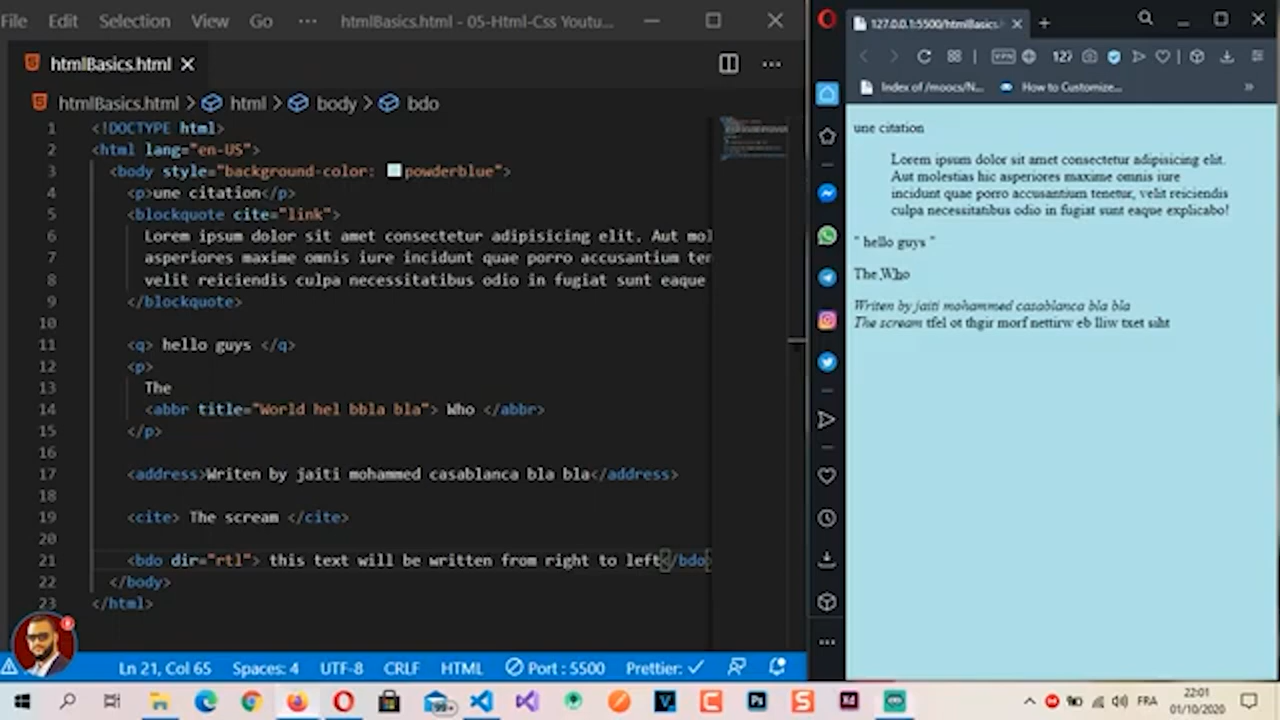 File Edit Selection View Go ··· htmlBasics.html - 05-Html-Css Youtu...
htmlBasics.html
htmlBasics.html > html > body > bdo
1 <!DOCTYPE html>
2 <html lang="en-US">
3 <body style="background-color: powderblue">
4 <p>une citation</p>
5 <blockquote cite="link">
6 Lorem ipsum dolor sit amet consectetur adipisicing elit. Aut mol
7 asperiores maxime omnis iure incidunt quae porro accusantium ten
8 velit reiciendis culpa necessitatibus odio in fugiat sunt eaque
9 </blockquote>
10
11 <q> hello guys </q>
12 <p>
13 The
14 <abbr title="World hel bbla bla"> Who </abbr>
15 </p>
16
17 <address>Writen by jaiti mohammed casablanca bla bla</address>
18
19 <cite> The scream </cite>
20
21 <bdo dir="rtl"> this text will be written from right to left</bdo
22 </body>
23 </html>
Ln 21, Col 65 Spaces: 4 UTF-8 CRLF HTML Port : 5500 Prettier: ✓
127.0.0.1:5500/htmlBasics.
VPN 127
Index of /moocs/N... How to Customize... »
une citation
Lorem ipsum dolor sit amet consectetur adipisicing elit.
Aut molestias hic asperiores maxime omnis iure
incidunt quae porro accusantium tenetur, velit reiciendis
culpa necessitatibus odio in fugiat sunt eaque explicabo!
" hello guys "
The Who
Writen by jaiti mohammed casablanca bla bla
The scream tfel ot thgir morf nettirw eb lliw txet siht
99+ Ps S Xd FRA 22:01
01/10/2020